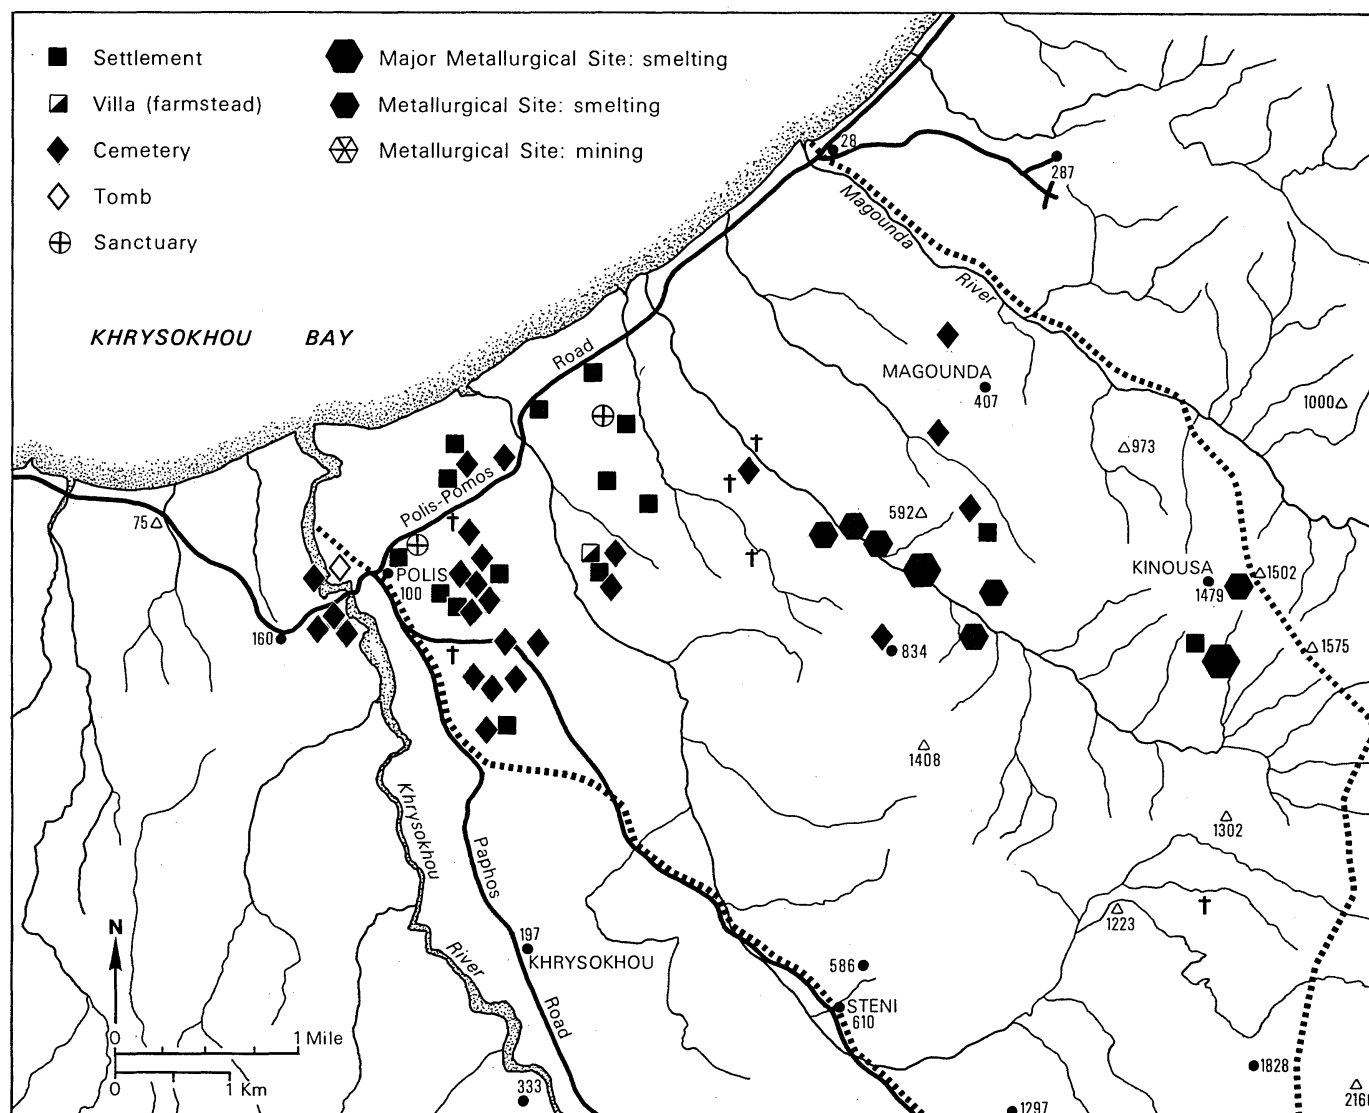 Settlement
Villa (farmstead)
Cemetery
Tomb
Sanctuary
Major Metallurgical Site: smelting
Metallurgical Site: smelting
Metallurgical Site: mining
KHRYSOKHOU BAY
28
287
Magounda
River
Road
MAGOUNDA
407
1000
973
Polis-Pomos
75
592
POLIS
100
KINOUSA
1479
1502
160
834
1575
1408
Khrysokhou
River
Paphos
Road
1302
1223
N
197
KHRYSOKHOU
586
STENI
610
0 1 Mile
0 1 Km
333
1828
1297